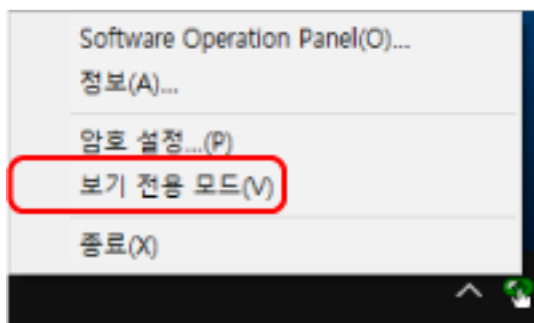 Software Operation Panel(O)...
정보(A)...
암호 설정...(P)
보기 전용 모드(V)
종료(X)